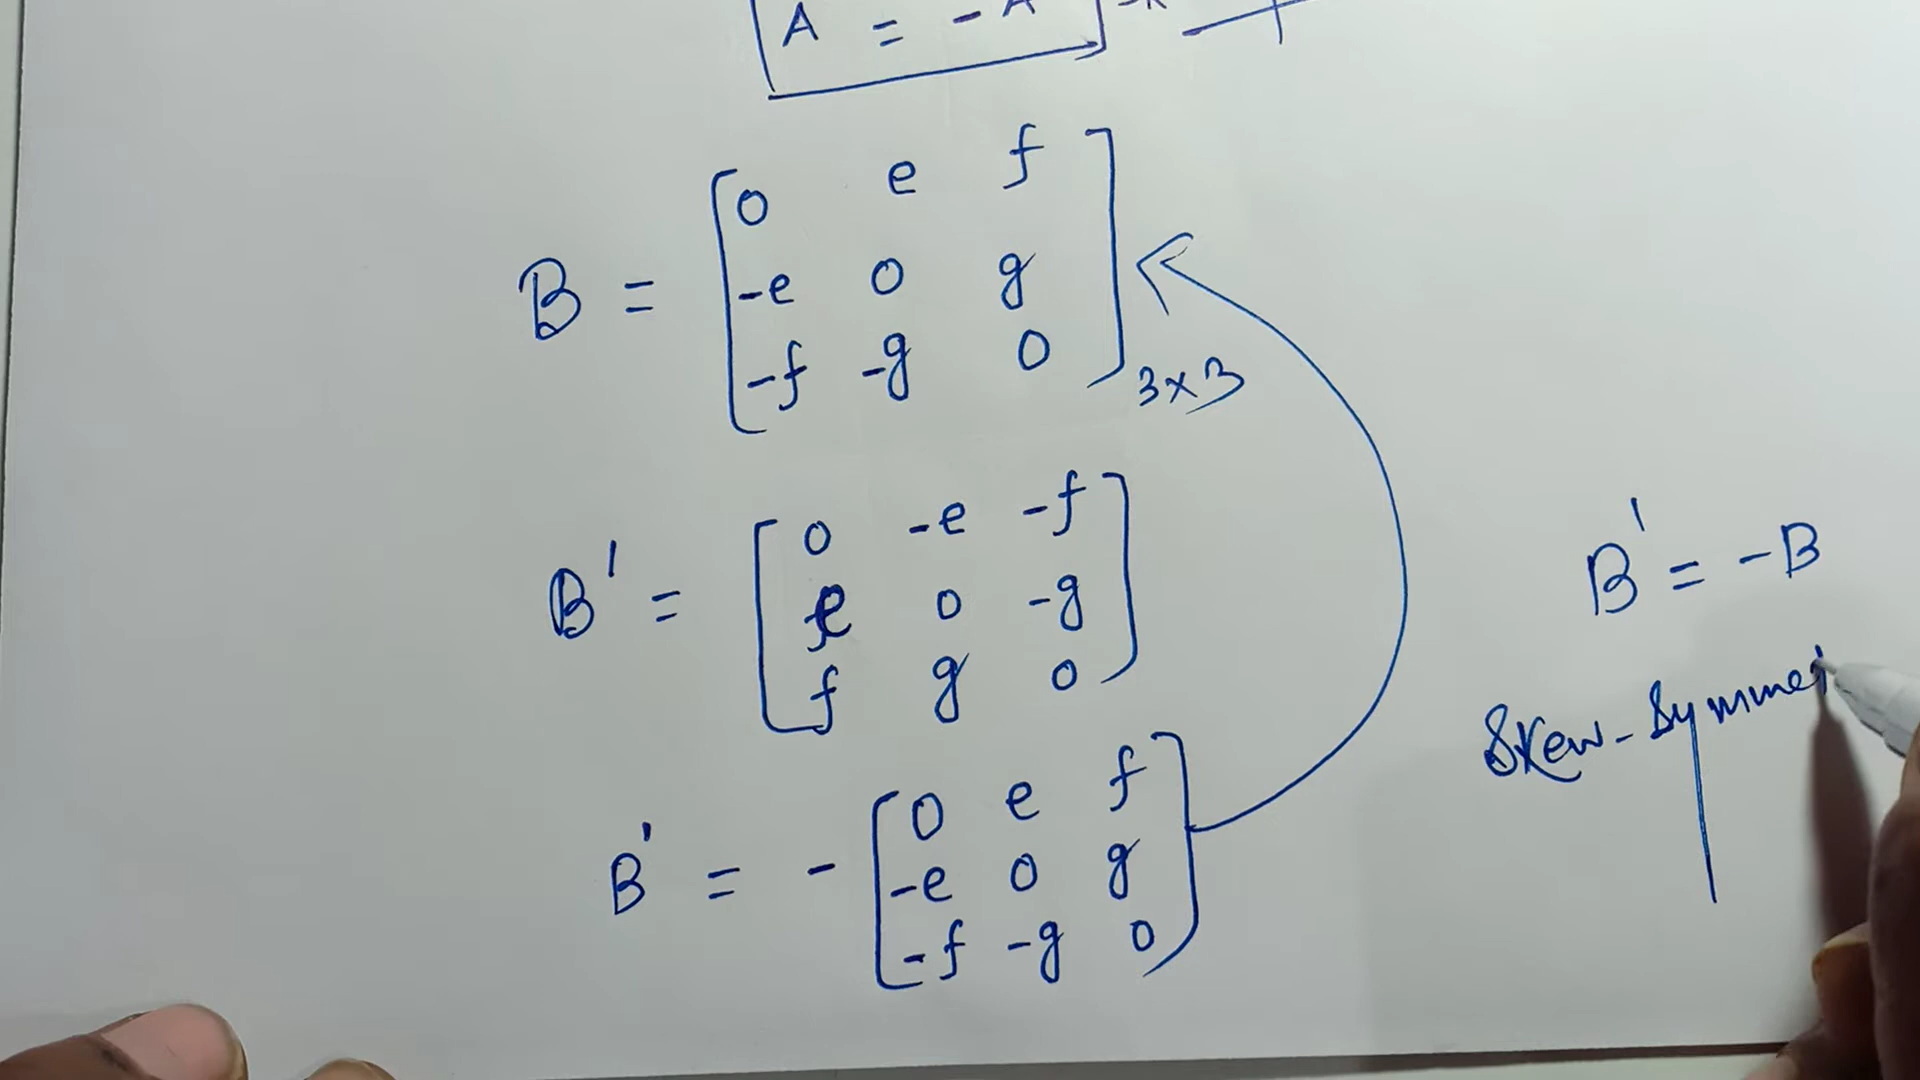 A = -A
B = [0 e f
-e 0 g
-f -g 0] 3×3
B' = [0 -e -f
e 0 -g
f g 0]
B' = -B
Skew-Symmet
B' = -[0 e f
-e 0 g
-f -g 0]